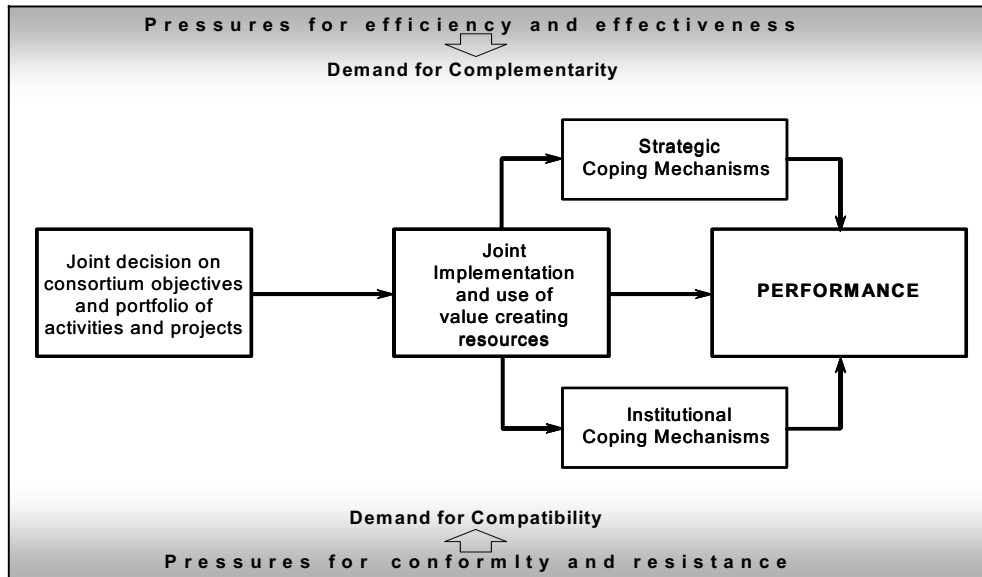 Pressures for efficiency and effectiveness
Demand for Complementarity
Strategic
Coping Mechanisms
Joint decision on
consortium objectives
and portfolio of
activities and projects
Joint
Implementation
and use of
value creating
resources
PERFORMANCE
Institutional
Coping Mechanisms
Demand for Compatibility
Pressures for conformIty and resistance